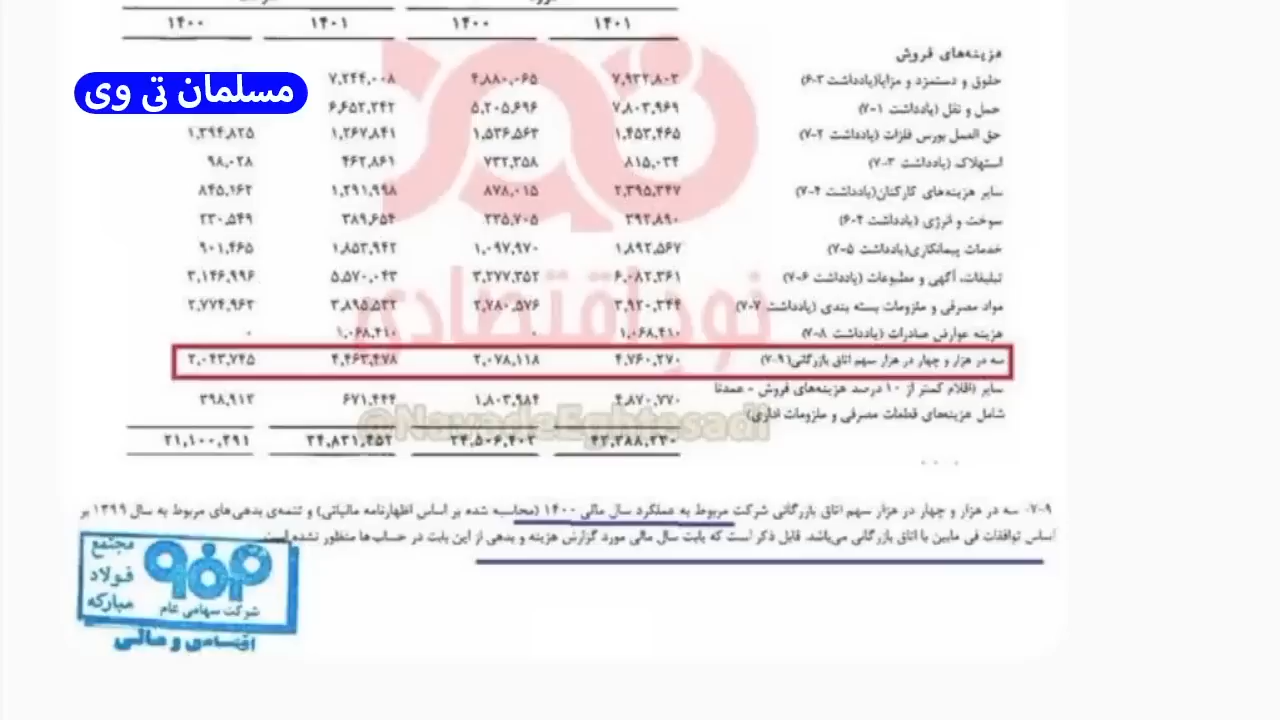 ۱۴۰۱ ۱۴۰۰ ۱۴۰۱ ۱۴۰۰
هزینه‌های فروش
حقوق و دستمزد و مزایا(یادداشت ۳-۶) ۷,۹۳۲,۸۰۲ ۴,۸۸۰,۰۶۵ ۷,۲۴۴,۰۰۸
حمل و نقل (یادداشت ۱-۷) ۷,۸۰۳,۹۶۹ ۵,۲۰۵,۶۹۶ ۶,۶۵۲,۲۴۲
حق العمل بورس فلزات (یادداشت ۲-۷) ۱,۴۵۳,۴۶۵ ۱,۵۳۶,۵۶۳ ۱,۲۶۷,۸۴۱ ۱,۳۹۴,۸۲۵
استهلاک (یادداشت ۳-۷) ۸۱۵,۰۳۴ ۷۳۲,۳۵۸ ۴۶۲,۸۶۱ ۹۸,۰۲۸
سایر هزینه‌های کارکنان(یادداشت ۴-۷) ۲,۳۹۵,۳۴۷ ۸۷۸,۰۱۵ ۱,۲۹۱,۹۹۸
سوخت و انرژی (یادداشت ۴-۶) ۳۹۲,۸۹۰ ۲۳۵,۷۰۵ ۳۸۹,۶۵۴ ۲۳۰,۵۴۹
خدمات پیمانکاری(یادداشت ۵-۷) ۱,۸۹۲,۵۶۷ ۱,۰۹۷,۹۷۰ ۱,۸۵۳,۹۴۲ ۹۰۱,۴۶۵
تبلیغات، آگهی و مطبوعات (یادداشت ۶-۷) ۶,۰۸۲,۳۶۱ ۳,۲۷۷,۳۵۲ ۵,۵۷۰,۰۴۳ ۳,۱۴۶,۹۹۶
مواد مصرفی و ملزومات بسته بندی (یادداشت ۷-۷) ۳,۹۲۰,۳۴۴ ۲,۷۸۰,۵۷۶ ۳,۸۹۵,۵۳۲ ۲,۷۷۴,۹۶۲
هزینه عوارض صادرات (یادداشت ۸-۷) ۱,۰۶۸,۴۱۰ ۰ ۱,۰۶۸,۴۱۰ ۰
سه در هزار و چهار در هزار سهم اتاق بازرگانی(۹-۷) ۴,۷۶۰,۲۷۰ ۲,۰۷۸,۱۱۸ ۴,۴۶۳,۴۷۸ ۲,۰۴۳,۷۴۵
سایر (اقلام کمتر از ۱۰ درصد هزینه‌های فروش - عمدتا
شامل هزینه‌های قطعات مصرفی و ملزومات اداری) ۴,۸۷۰,۷۷۰ ۱,۸۰۳,۹۸۴ ۶۷۱,۴۴۴ ۳۹۸,۹۱۲
۲۴,۵۰۶,۴۰۲ ۳۴,۸۳۱,۴۵۲ ۲۱,۱۰۰,۲۹۱
۹-۷- سه در هزار و چهار در هزار سهم اتاق بازرگانی شرکت مربوط به عملکرد سال مالی ۱۴۰۰ (محاسبه شده بر اساس اظهارنامه مالیاتی) و تتمه‌ی بدهی‌های مربوط به سال ۱۳۹۹ بر
اساس توافقات فی مابین با اتاق بازرگانی می‌باشد. قابل ذکر است که بابت سال مالی مورد گزارش هزینه و بدهی از این بابت در حساب‌ها منظور نشده است.
مسلمان تی وی
نود اقتصادی
@NavadeEghtesadi
مجتمع
فولاد
مبارکه
شرکت سهامی عام
اقتصادی و مالی